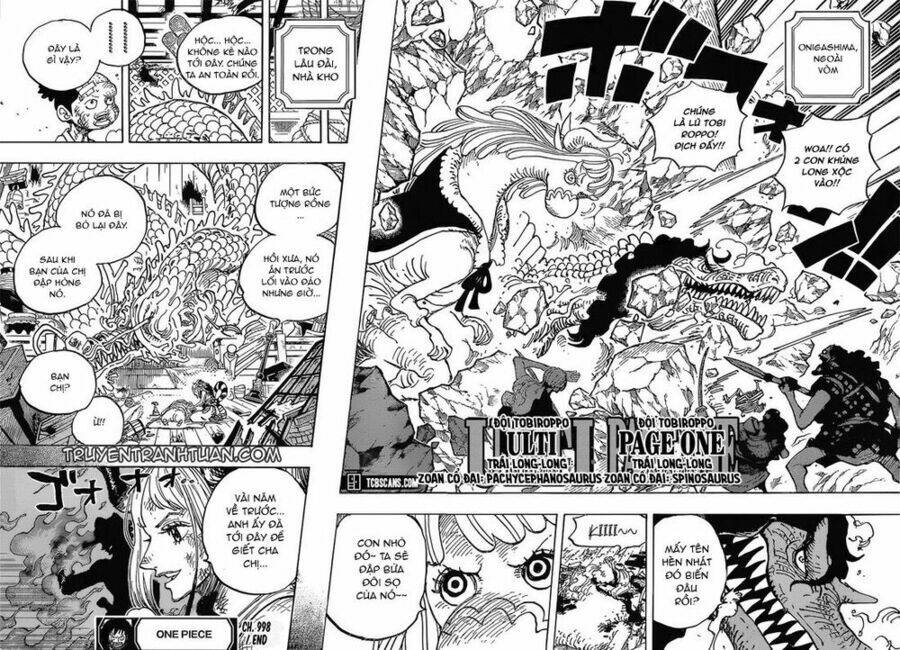 ONIGASHIMA,
NGOÀI
VÒM
WOA!! CÓ
2 CON KHỦNG
LONG XỘC
VÀO!!
CHÚNG
LÀ LŨ TOBI
ROPPO!
ĐỊCH ĐẤY!!
ĐỘI TOBIROPPO
PAGE ONE
TRÁI LONG-LONG
ZOAN CỔ ĐẠI: SPINOSAURUS
ĐỘI TOBIROPPO
ULTI
TRÁI LONG-LONG!
ZOAN CỔ ĐẠI: PACHYCEPHANOSAURUS
TCBSCANS.COM
MẤY TÊN
HÈN NHÁT
ĐÓ BIẾN
ĐÂU
RỒI?
CON NHỎ
ĐÓ~ TA SẼ
ĐẬP BỬA
ĐÔI SỌ
CỦA NÓ~~
TRONG
LÂU ĐÀI,
NHÀ KHO
HỘC... HỘC...
KHÔNG KẺ NÀO
TỚI ĐÂY. CHÚNG
TA AN TOÀN RỒI.
ĐÂY LÀ
GÌ VẬY?
MỘT BỨC
TƯỢNG RỒNG
...
HỒI XƯA, NÓ
ÁN TRƯỚC
LỐI VÀO ĐẢO
NHƯNG GIỜ...
NÓ ĐÃ BỊ
BỎ LẠI ĐÂY.
SAU KHI
BẠN CỦA CHỊ
ĐẬP HỎNG
NÓ.
BẠN
CHỊ?
Ừ!!
TRUYENTRANHTUAN.COM
VÀI NĂM
VỀ TRƯỚC...
ANH ẤY ĐÃ
TỚI ĐÂY ĐỂ
GIẾT CHA
CHỊ...
ONE PIECE
CH. 998
/ END